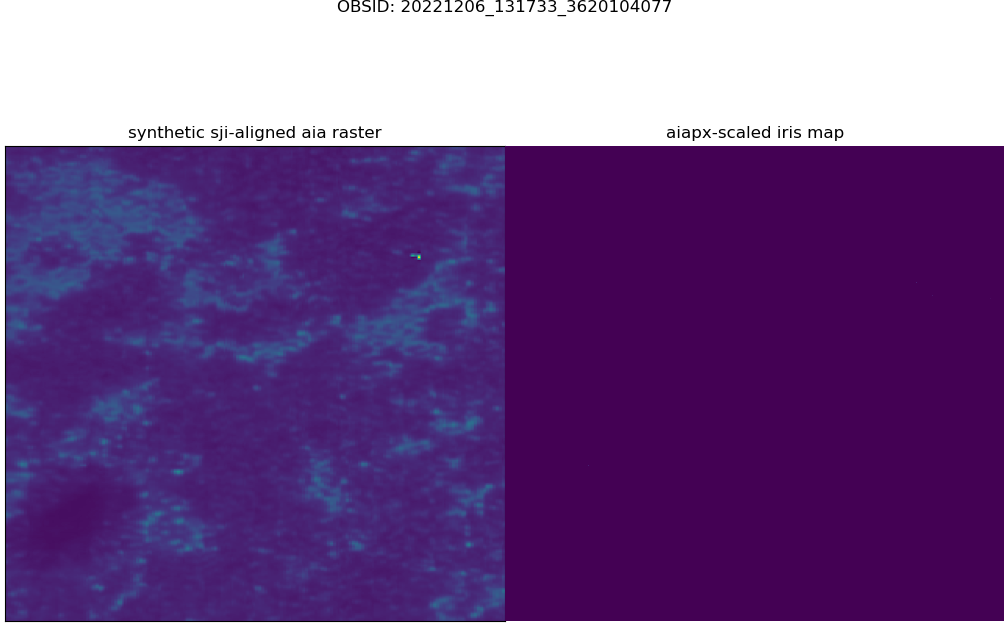 OBSID: 20221206_131733_3620104077
synthetic sji-aligned aia raster
aiapx-scaled iris map